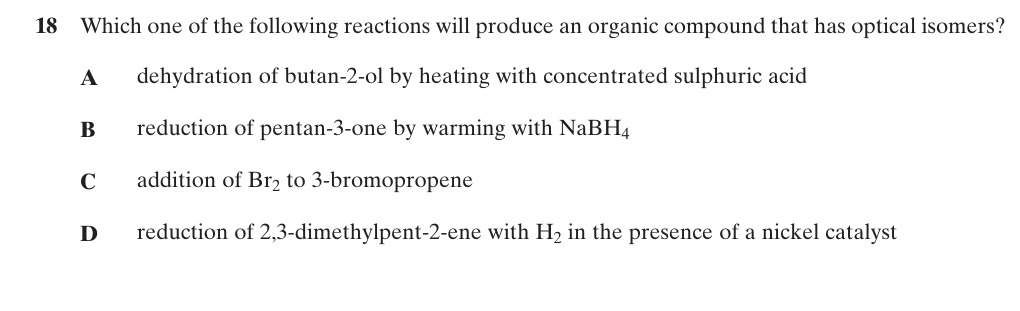 18 Which one of the following reactions will produce an organic compound that has optical isomers?
A dehydration of butan-2-ol by heating with concentrated sulphuric acid
B reduction of pentan-3-one by warming with NaBH₄
C addition of Br₂ to 3-bromopropene
D reduction of 2,3-dimethylpent-2-ene with H₂ in the presence of a nickel catalyst